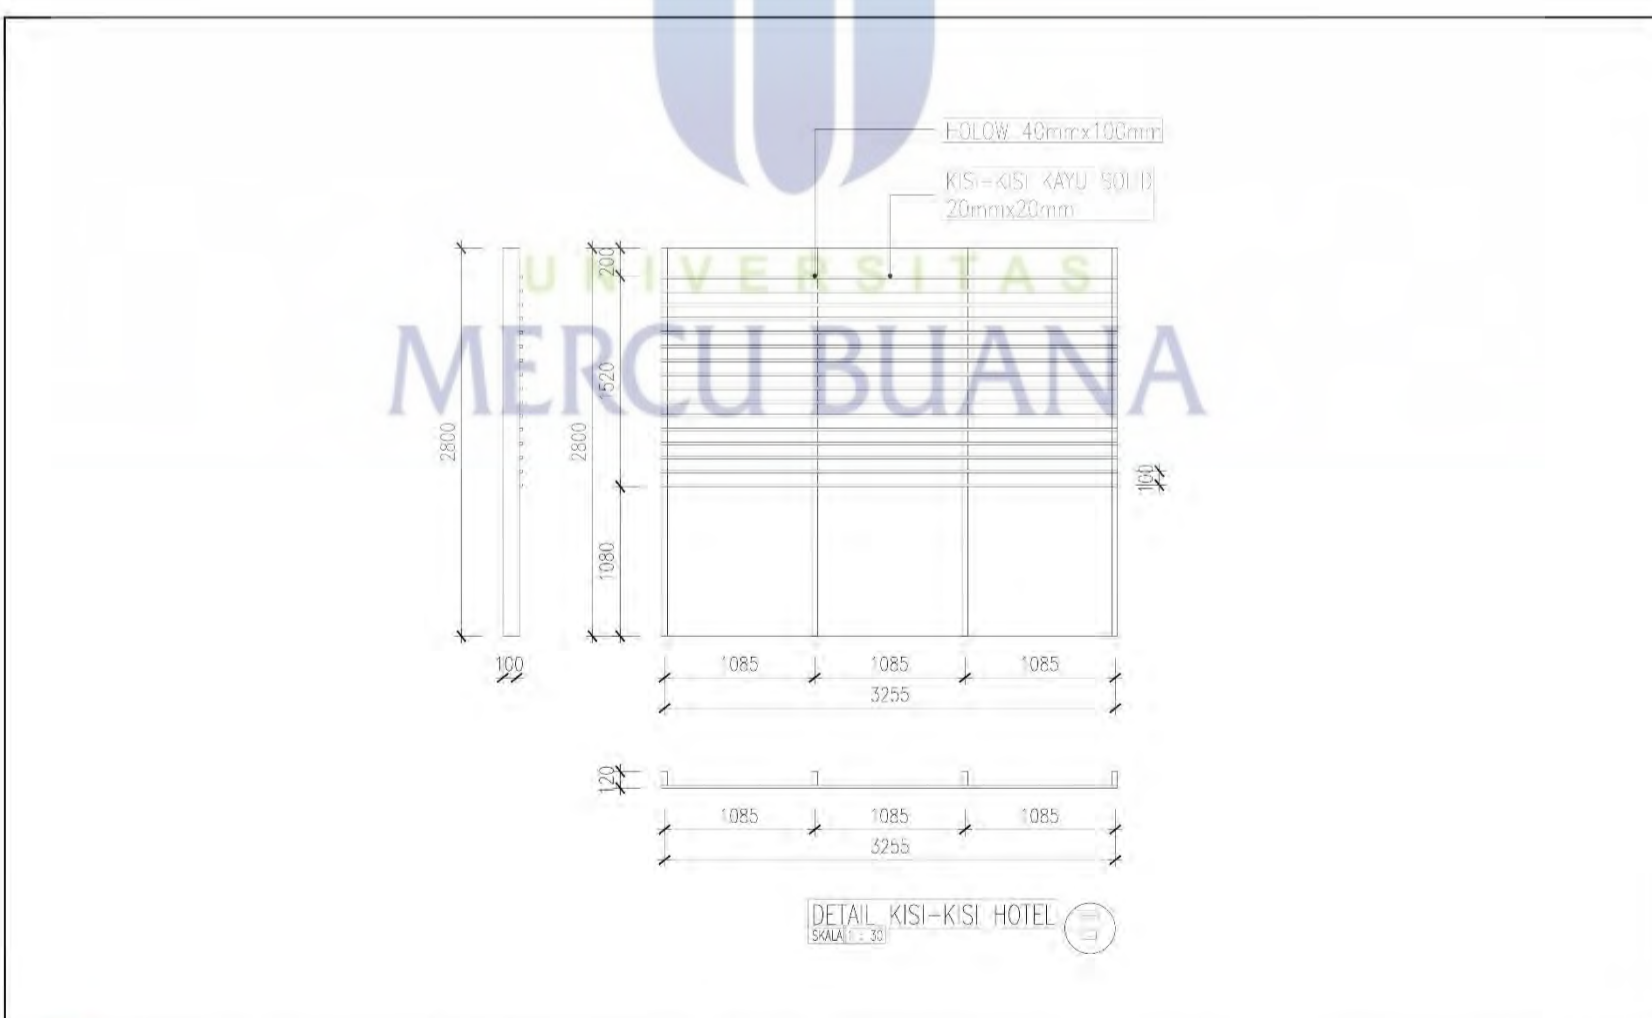 HOLOW 40mmx100mm
KISI-KISI KAYU SOLID
20mmx20mm
UNIVERSITAS
MERCU BUANA
200
1520
2800
2800
100
1080
100
1085 1085 1085
3255
120
1085 1085 1085
3255
DETAIL KISI-KISI HOTEL
SKALA 1 : 30